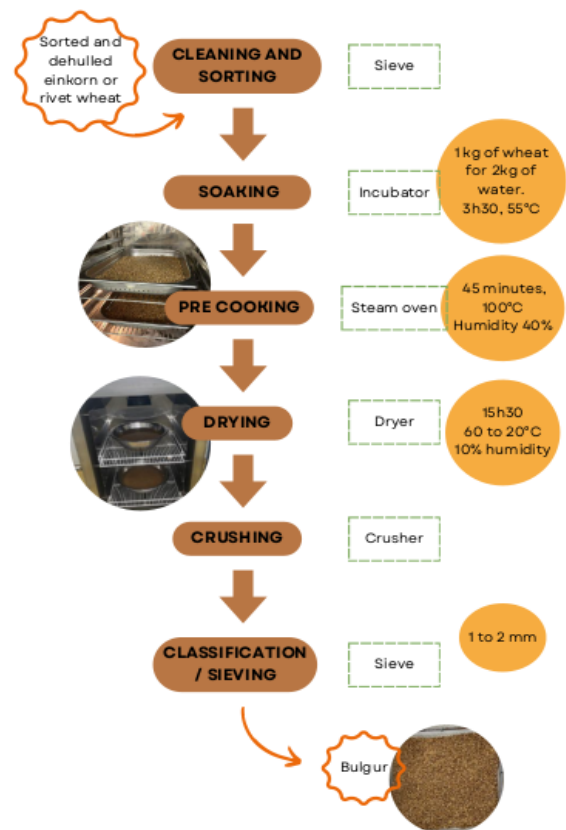 Sorted and
dehulled
einkorn or
rivet wheat
CLEANING AND
SORTING
Sieve
SOAKING
Incubator
1 kg of wheat
for 2kg of
water.
3h30, 55°C
PRE COOKING
Steam oven
45 minutes,
100°C
Humidity 40%
DRYING
Dryer
15h30
60 to 20°C
10% humidity
CRUSHING
Crusher
CLASSIFICATION
/ SIEVING
Sieve
1 to 2 mm
Bulgur